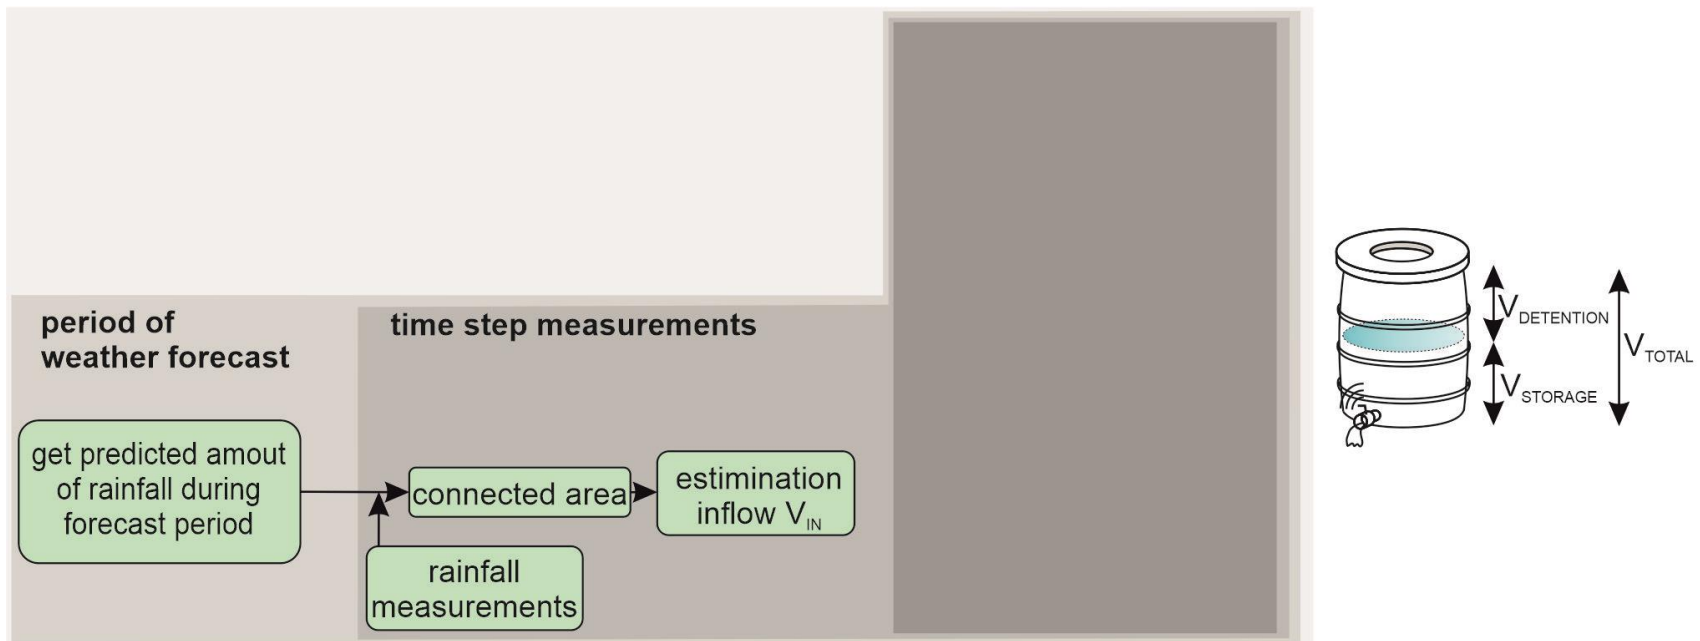 period of
weather forecast
time step measurements
get predicted amout
of rainfall during
forecast period
connected area
estimination
inflow V_IN
rainfall
measurements
V_DETENTION
V_STORAGE
V_TOTAL